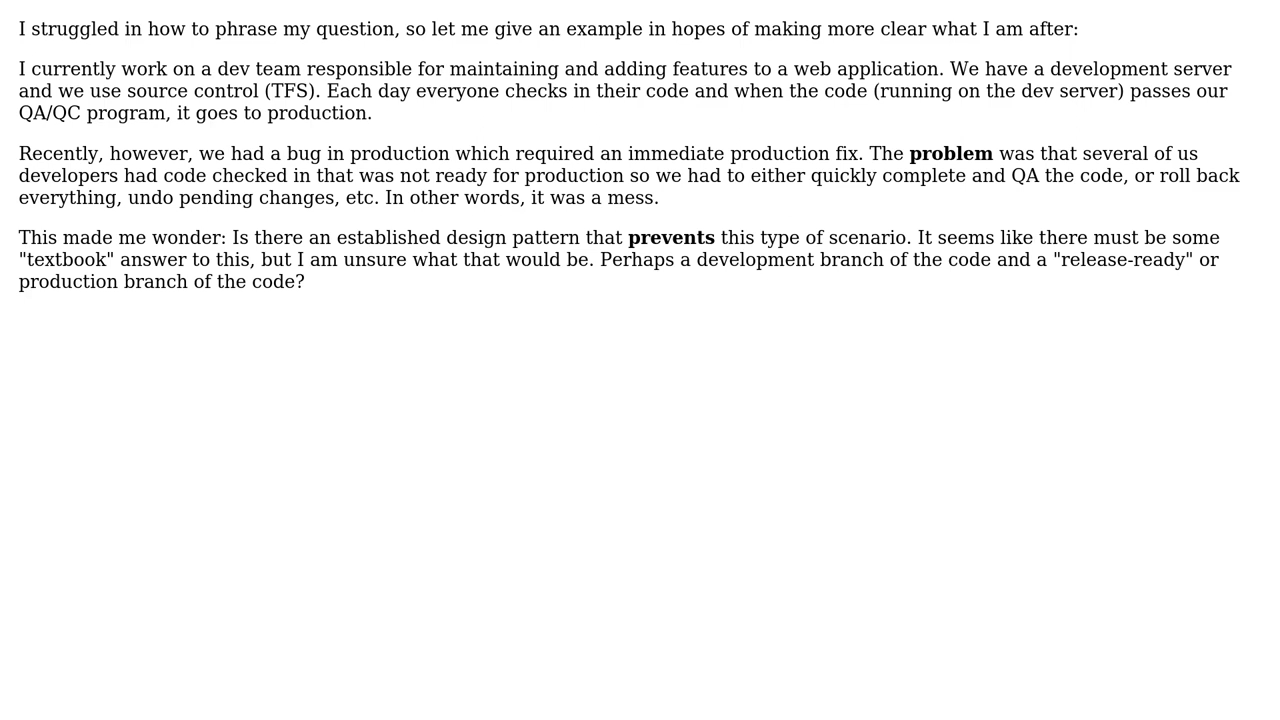 I struggled in how to phrase my question, so let me give an example in hopes of making more clear what I am after:
I currently work on a dev team responsible for maintaining and adding features to a web application. We have a development server
and we use source control (TFS). Each day everyone checks in their code and when the code (running on the dev server) passes our
QA/QC program, it goes to production.
Recently, however, we had a bug in production which required an immediate production fix. The problem was that several of us
developers had code checked in that was not ready for production so we had to either quickly complete and QA the code, or roll back
everything, undo pending changes, etc. In other words, it was a mess.
This made me wonder: Is there an established design pattern that prevents this type of scenario. It seems like there must be some
"textbook" answer to this, but I am unsure what that would be. Perhaps a development branch of the code and a "release-ready" or
production branch of the code?